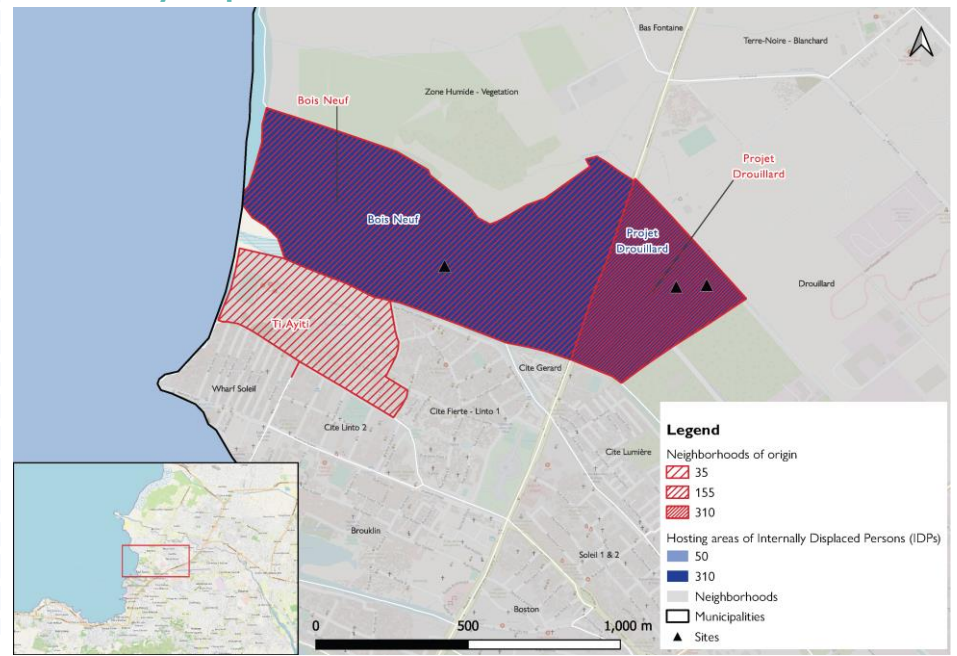 Bas Fontaine
Terre-Noire - Blanchard
Zone Humide - Vegetation
Bois Neuf
Projet
Drouillard
Bois Neuf
Projet
Drouillard
Drouillard
Ti Ayiti
Cite Gerard
Wharf Soleil
Cite Fierte - Linto 1
Cite Linto 2
Cite Lumière
Brouklin
Soleil 1 & 2
Boston
0 500 1,000 m
Legend
Neighborhoods of origin
35
155
310
Hosting areas of Internally Displaced Persons (IDPs)
50
310
Neighborhoods
Municipalities
Sites